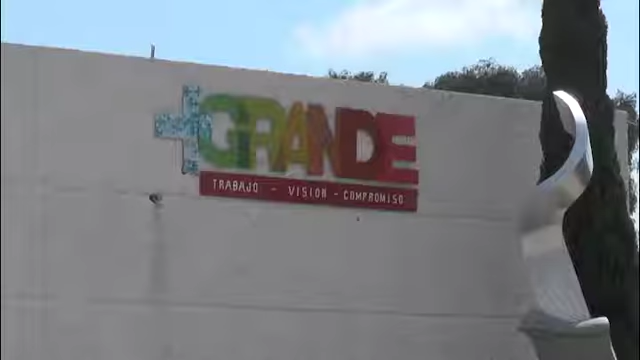 +GRANDE
TRABAJO - VISION - COMPROMISO